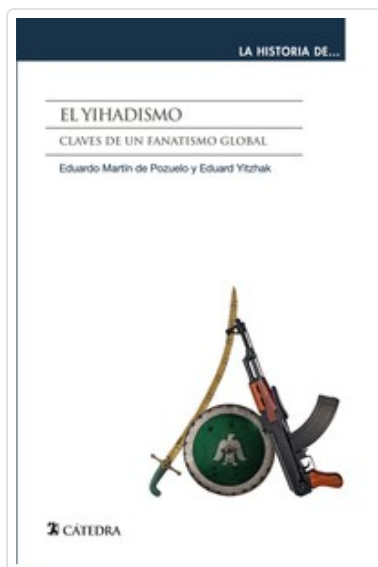 LA HISTORIA DE...
EL YIHADISMO
CLAVES DE UN FANATISMO GLOBAL
Eduardo Martín de Pozuelo y Eduard Yitzhak
CÁTEDRA